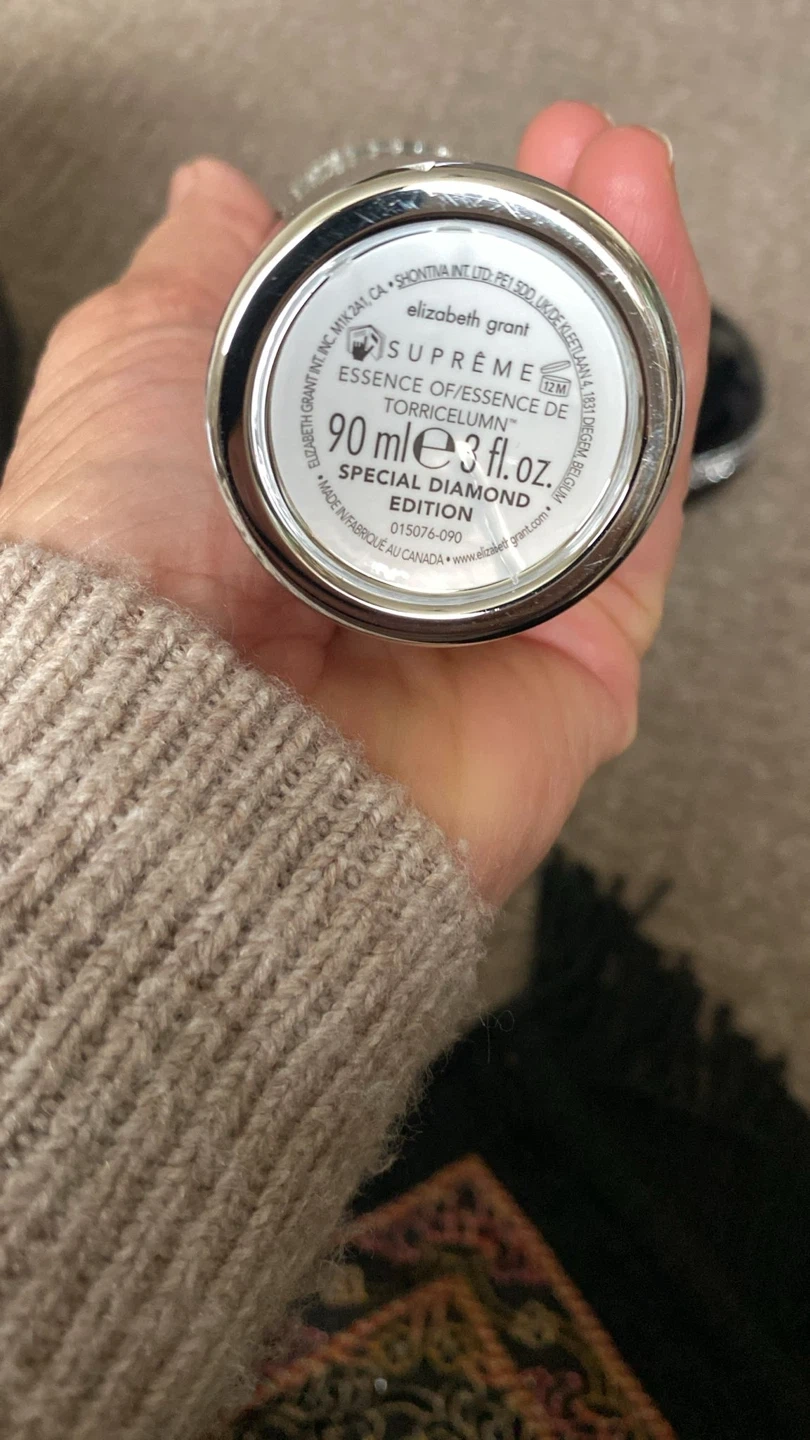 elizabeth grant
SUPRÊME
12 M
ESSENCE OF/ESSENCE DE
TORRICELUMN™
90 ml e 3 fl. oz.
SPECIAL DIAMOND
EDITION
015076-090
• MADE IN/FABRIQUÉ AU CANADA • www.elizabethgrant.com •
ELIZABETH GRANT INT. INC. M1K 2A1, CA • SHONTIVA INT. LTD: PE1 5DD, UK/DE KLEETLAAN 4, 1831 DIEGEM, BELGIUM